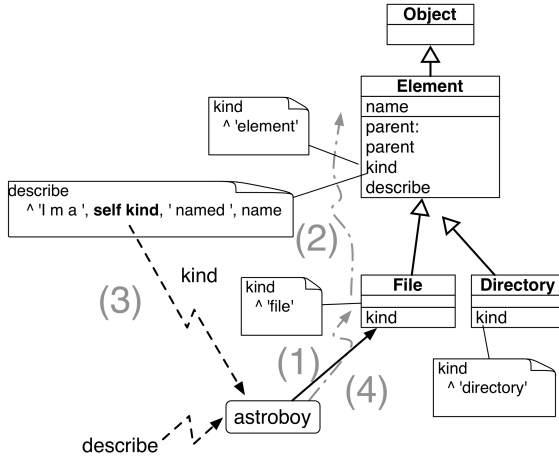 Object
Element
name
parent:
parent
kind
describe
kind
^ 'element'
describe
^ 'I m a ', self kind, ' named ', name
(2)
kind
(3)
kind
^ 'file'
File
kind
Directory
kind
(1)
(4)
kind
^ 'directory'
astroboy
describe